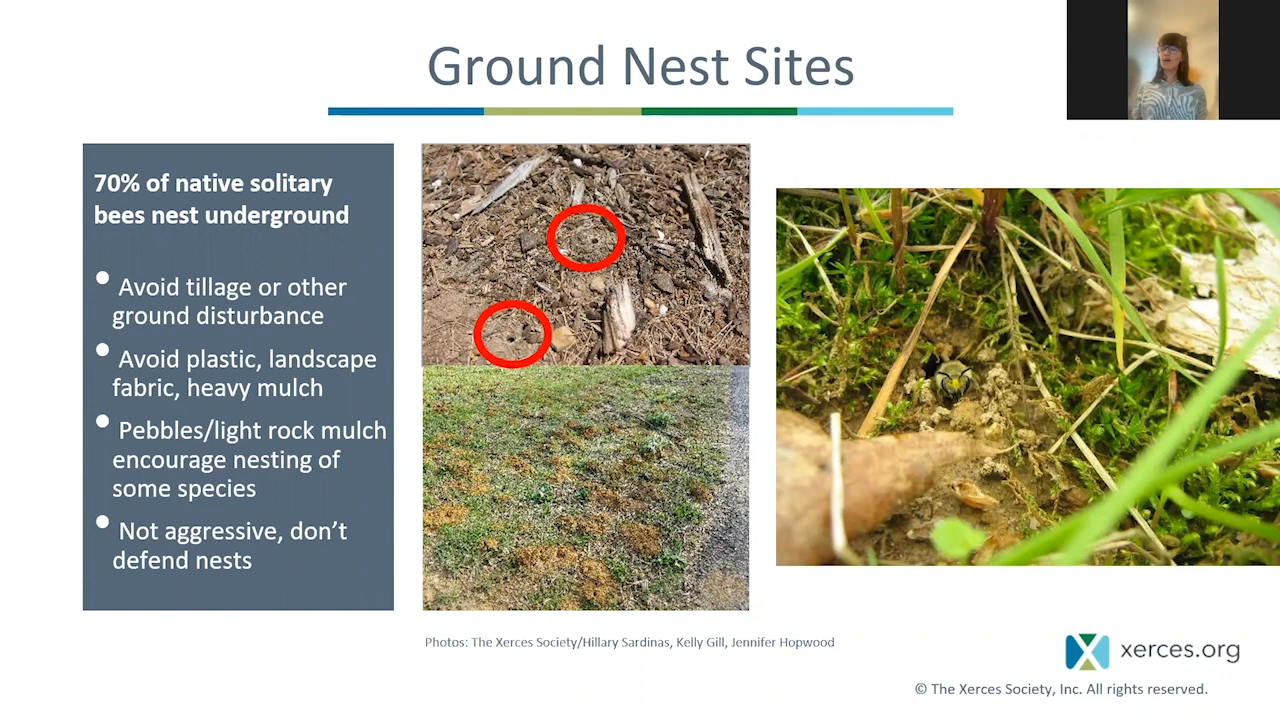 Ground Nest Sites
70% of native solitary
bees nest underground
• Avoid tillage or other
ground disturbance
• Avoid plastic, landscape
fabric, heavy mulch
• Pebbles/light rock mulch
encourage nesting of
some species
• Not aggressive, don’t
defend nests
Photos: The Xerces Society/Hillary Sardinas, Kelly Gill, Jennifer Hopwood
xerces.org
© The Xerces Society, Inc. All rights reserved.